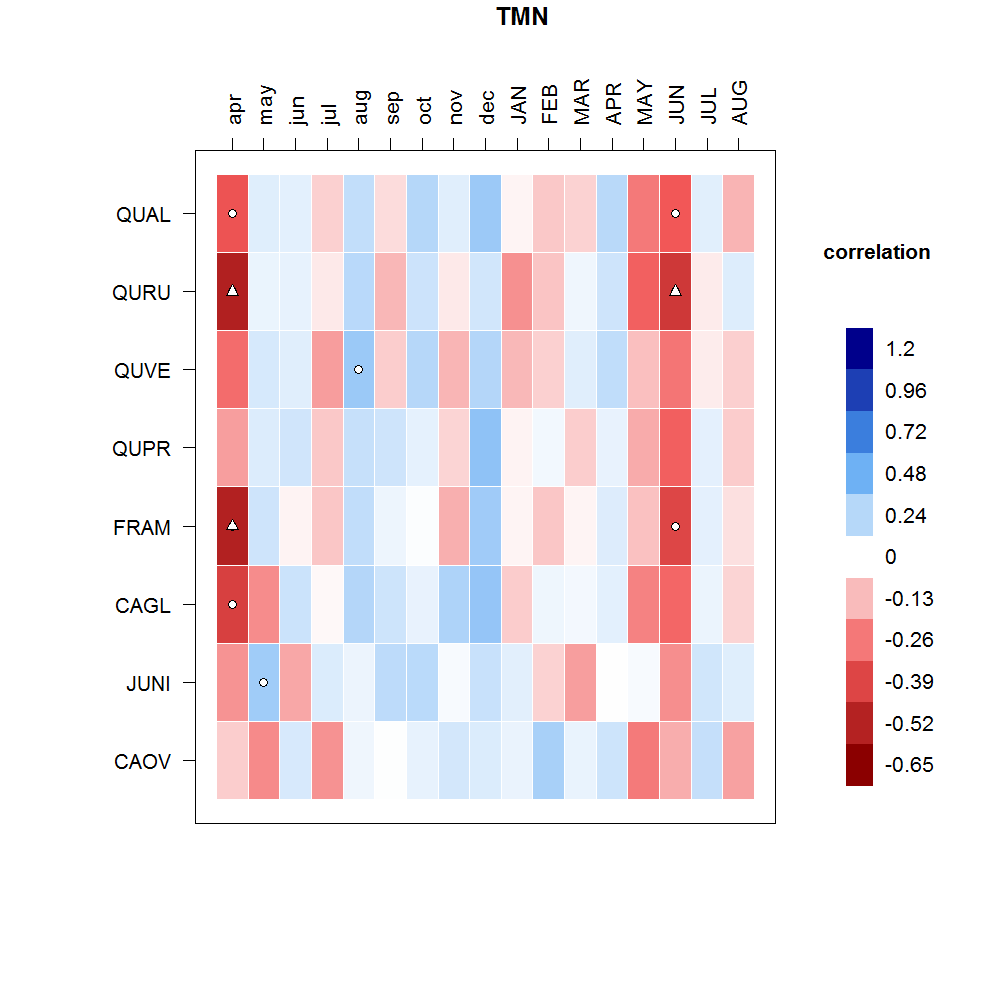 TMN
apr may jun jul aug sep oct nov dec JAN FEB MAR APR MAY JUN JUL AUG
QUAL
QURU
QUVE
QUPR
FRAM
CAGL
JUNI
CAOV
correlation
1.2
0.96
0.72
0.48
0.24
0
-0.13
-0.26
-0.39
-0.52
-0.65